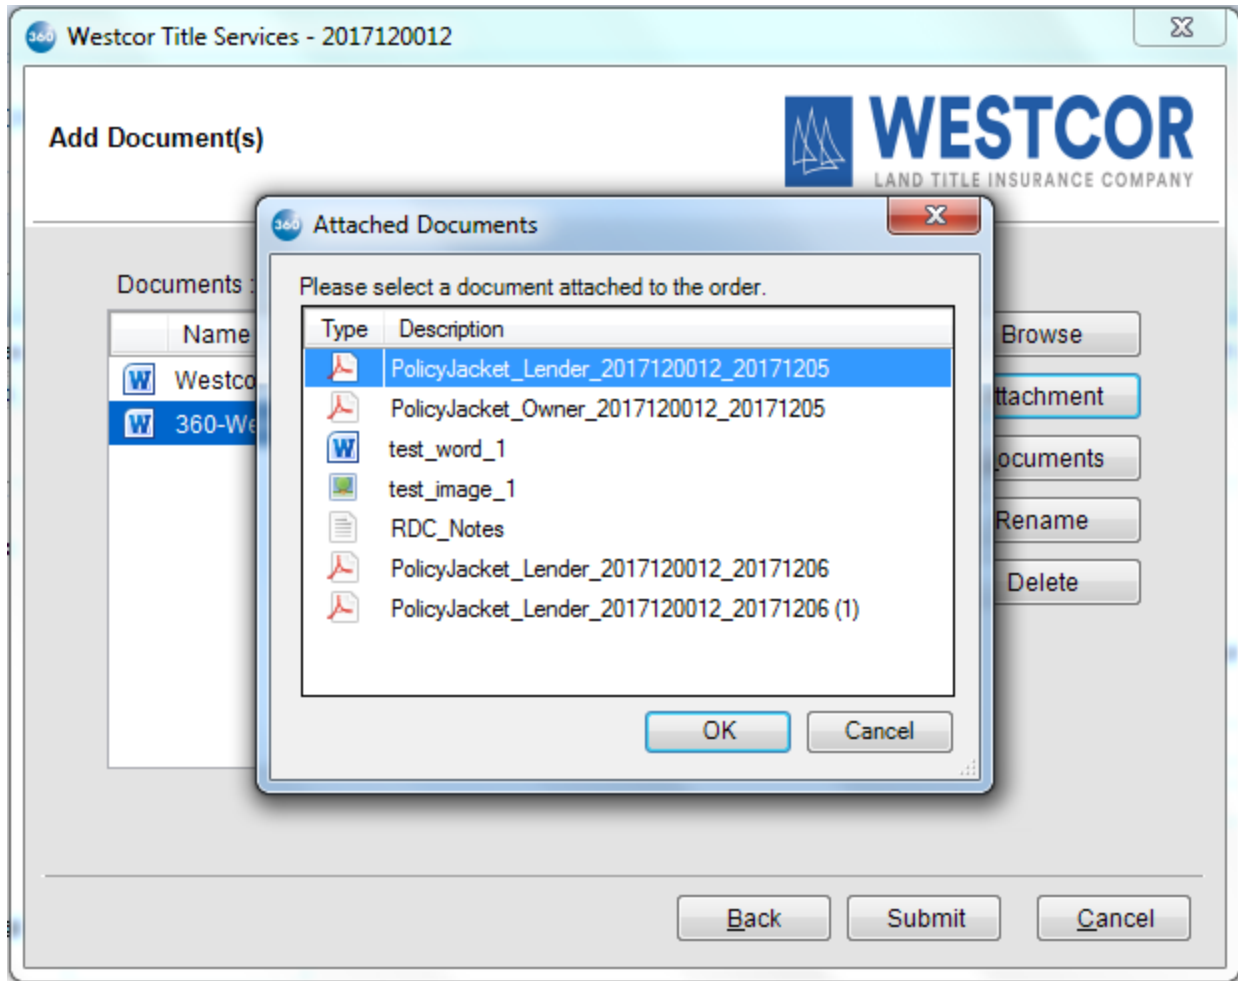 360 Westcor Title Services - 2017120012
Add Document(s)
WESTCOR
LAND TITLE INSURANCE COMPANY
360 Attached Documents
Please select a document attached to the order.
Type Description
PolicyJacket_Lender_2017120012_20171205
PolicyJacket_Owner_2017120012_20171205
W test_word_1
test_image_1
RDC_Notes
PolicyJacket_Lender_2017120012_20171206
PolicyJacket_Lender_2017120012_20171206 (1)
OK Cancel
Documents :
Name
W Westco
W 360-We
Browse
ttachment
ocuments
Rename
Delete
Back Submit Cancel